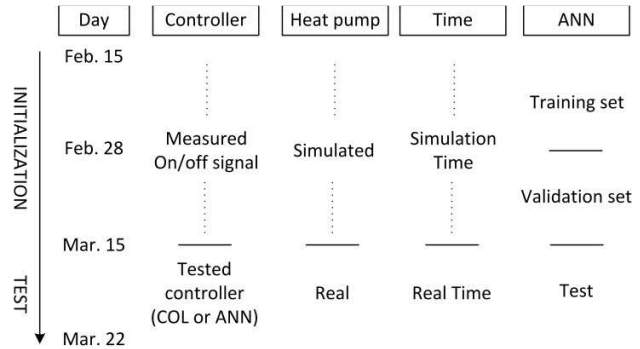 Day Controller Heat pump Time ANN
Feb. 15
Training set
Feb. 28 Measured On/off signal Simulated Simulation Time
Validation set
Mar. 15
Tested controller (COL or ANN) Real Real Time Test
Mar. 22
INITIALIZATION
TEST